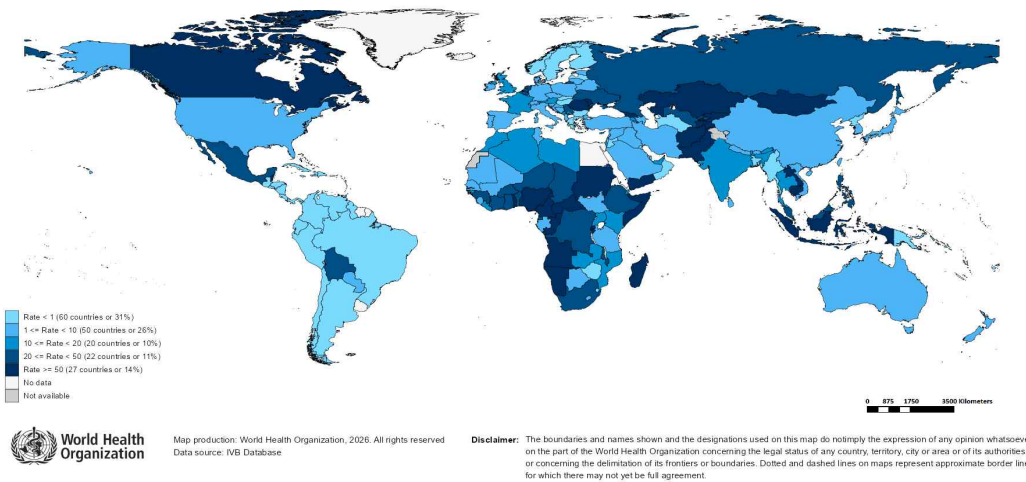 Rate < 1 (60 countries or 31%)
1 <= Rate < 10 (50 countries or 26%)
10 <= Rate < 20 (20 countries or 10%)
20 <= Rate < 50 (22 countries or 11%)
Rate >= 50 (27 countries or 14%)
No data
Not available
0 875 1750 3500 Kilometers
World Health
Organization
Map production: World Health Organization, 2026. All rights reserved
Data source: IVB Database
Disclaimer: The boundaries and names shown and the designations used on this map do notimply the expression of any opinion whatsoeve
on the part of the World Health Organization concerning the legal status of any country, territory, city or area or of its authorities
or concerning the delimitation of its frontiers or boundaries. Dotted and dashed lines on maps represent approximate border line
for which there may not yet be full agreement.